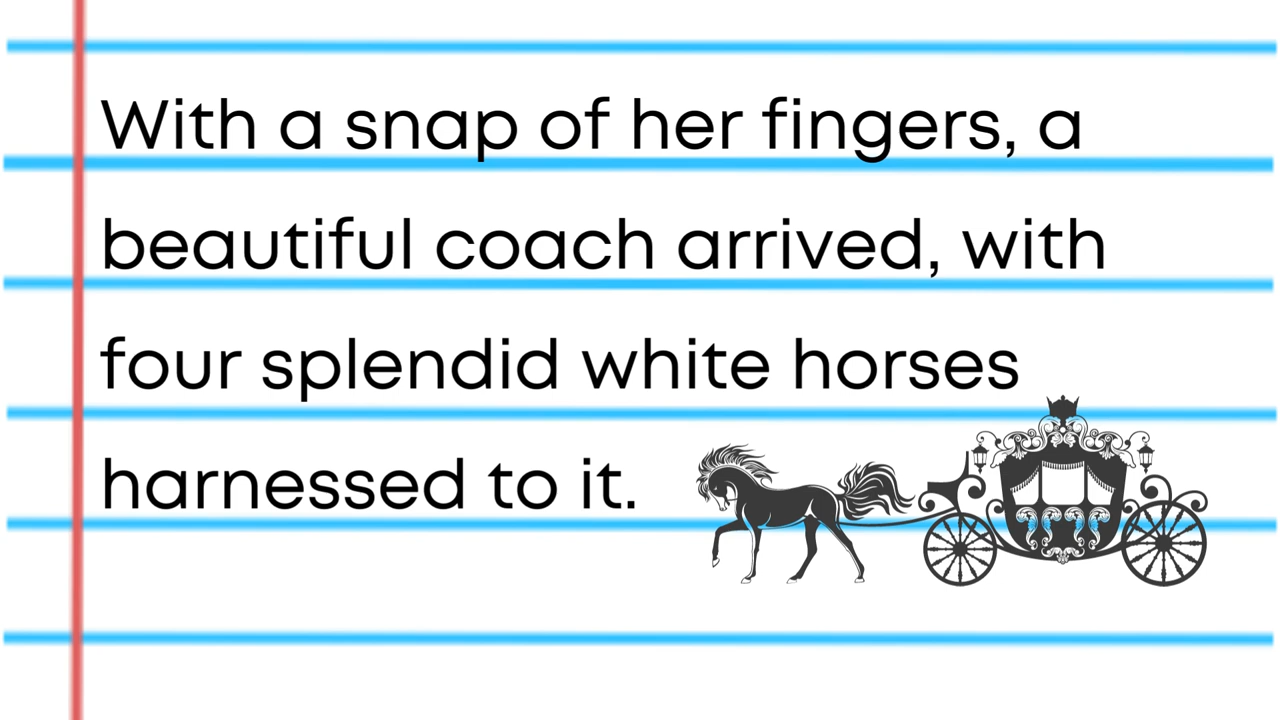 With a snap of her fingers, a
beautiful coach arrived, with
four splendid white horses
harnessed to it.